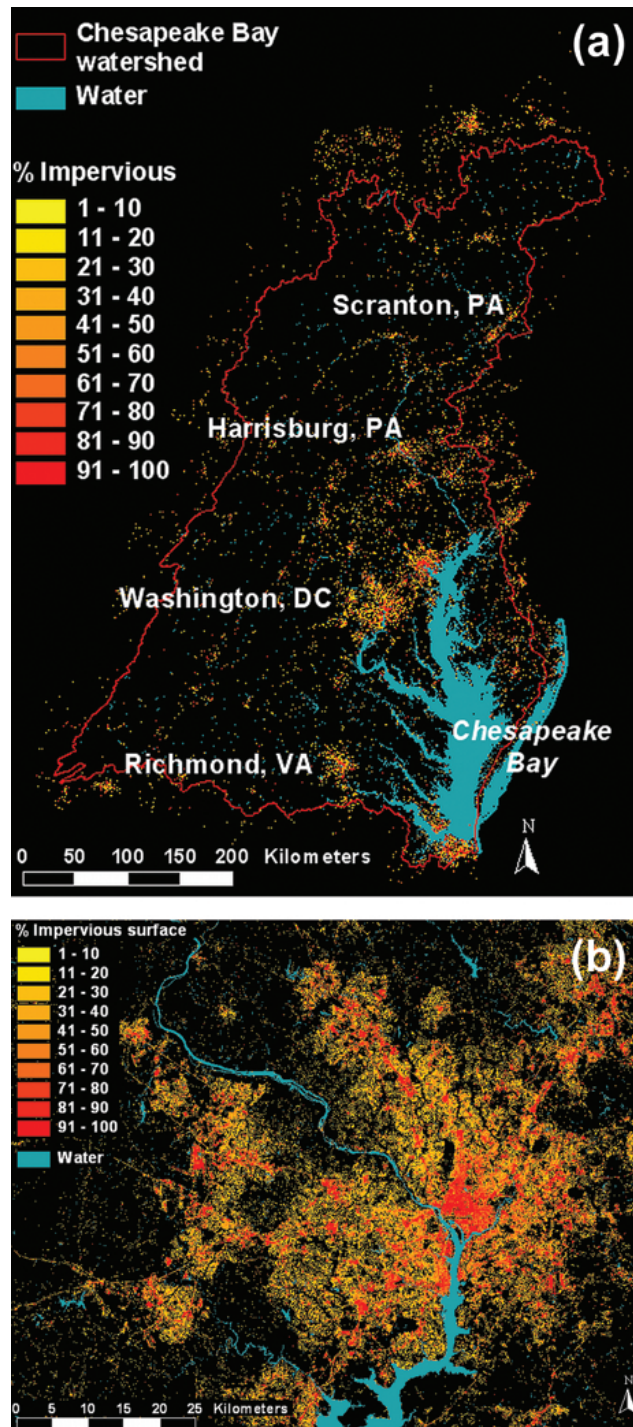 (a)
Chesapeake Bay
watershed
Water
% Impervious
1 - 10
11 - 20
21 - 30
31 - 40
41 - 50
51 - 60
61 - 70
71 - 80
81 - 90
91 - 100
Scranton, PA
Harrisburg, PA
Washington, DC
Richmond, VA
Chesapeake
Bay
N
0 50 100 150 200 Kilometers
(b)
% Impervious surface
1 - 10
11 - 20
21 - 30
31 - 40
41 - 50
51 - 60
61 - 70
71 - 80
81 - 90
91 - 100
Water
N
0 5 10 15 20 25 Kilometers